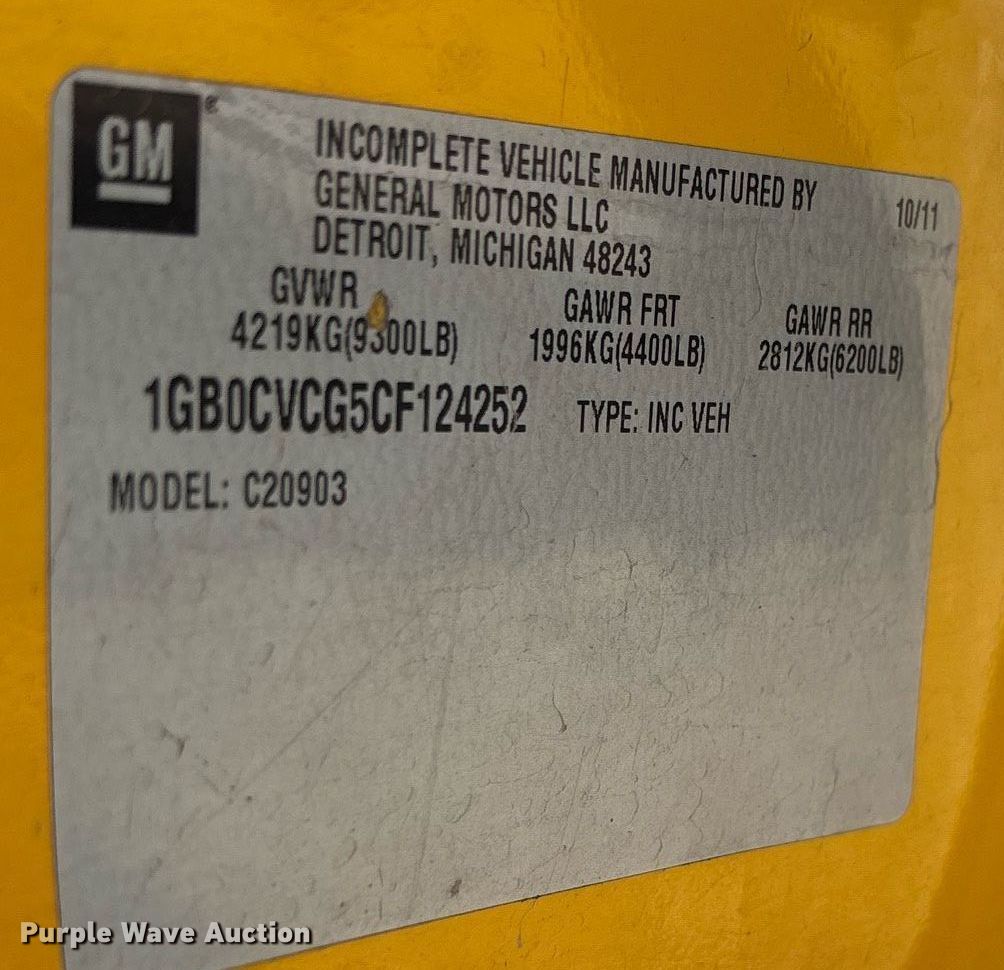 GM
INCOMPLETE VEHICLE MANUFACTURED BY
GENERAL MOTORS LLC
DETROIT, MICHIGAN 48243
10/11
GVWR
4219KG(9300LB)
GAWR FRT
1996KG(4400LB)
GAWR RR
2812KG(6200LB)
1GB0CVCG5CF124252 TYPE: INC VEH
MODEL: C20903
Purple Wave Auction